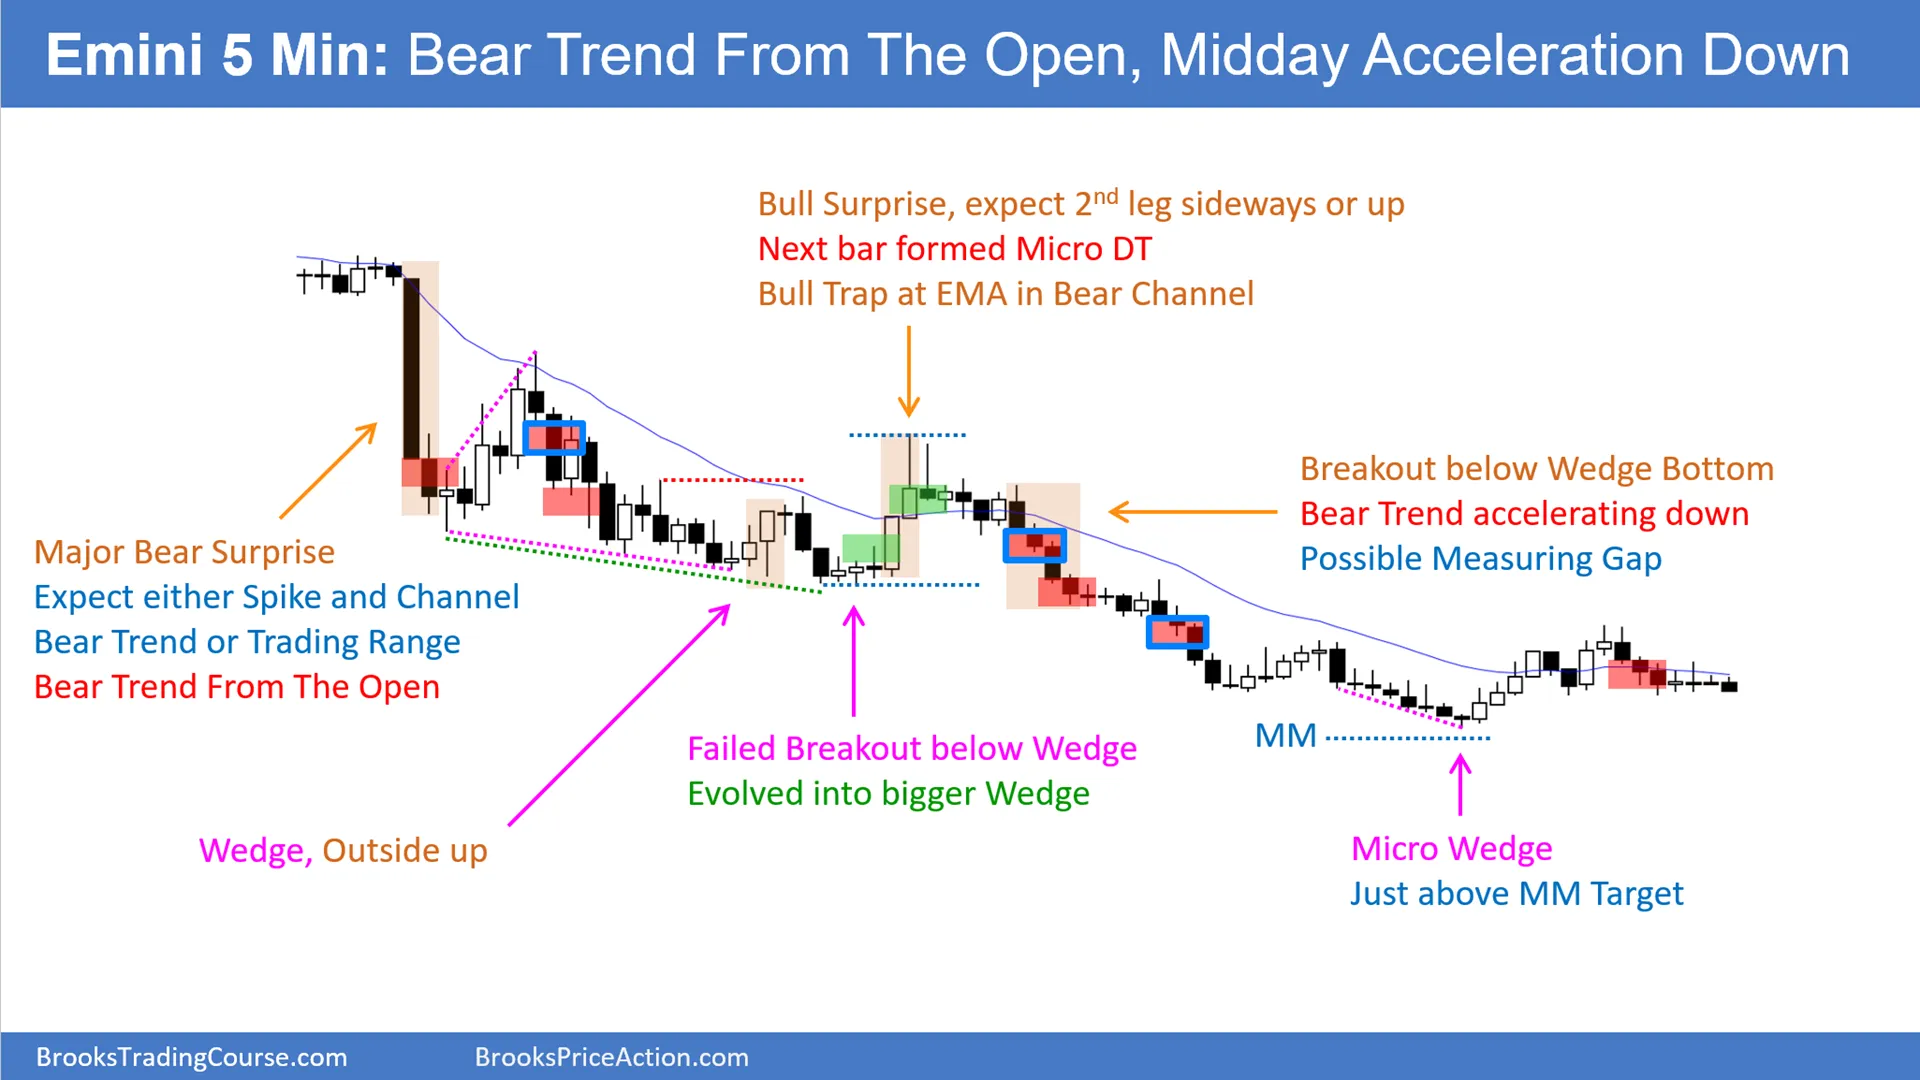 Emini 5 Min: Bear Trend From The Open, Midday Acceleration Down
Bull Surprise, expect 2nd leg sideways or up
Next bar formed Micro DT
Bull Trap at EMA in Bear Channel
Breakout below Wedge Bottom
Bear Trend accelerating down
Possible Measuring Gap
Major Bear Surprise
Expect either Spike and Channel
Bear Trend or Trading Range
Bear Trend From The Open
MM
Failed Breakout below Wedge
Evolved into bigger Wedge
Wedge, Outside up
Micro Wedge
Just above MM Target
BrooksTradingCourse.com
BrooksPriceAction.com